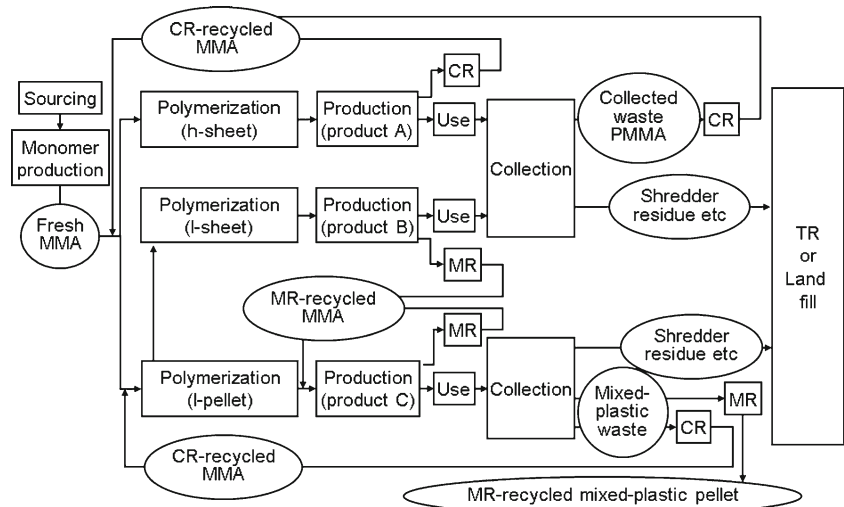 CR-recycled
MMA
CR
Sourcing
Monomer
production
Fresh
MMA
Polymerization
(h-sheet)
Production
(product A)
Use
Collection
Collected
waste
PMMA
CR
Polymerization
(l-sheet)
Production
(product B)
Use
MR
Shredder
residue etc
TR
or
Land
fill
MR-recycled
MMA
MR
Polymerization
(l-pellet)
Production
(product C)
Use
Collection
Shredder
residue etc
Mixed-
plastic
waste
MR
CR
CR-recycled
MMA
MR-recycled mixed-plastic pellet